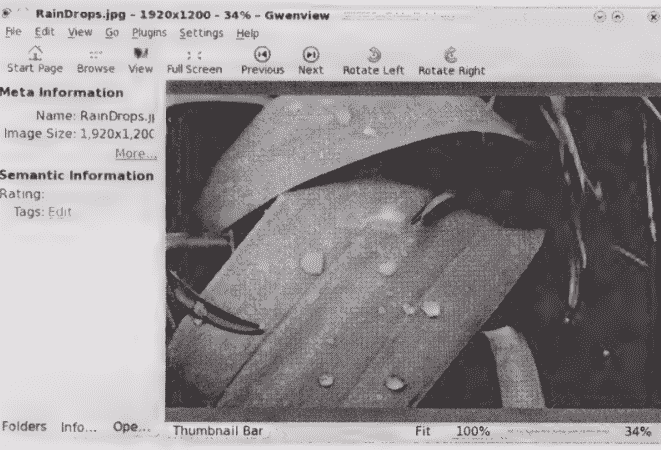 RainDrops.jpg - 1920x1200 - 34% - Gwenview
File Edit View Go Plugins Settings Help
Start Page Browse View Full Screen Previous Next Rotate Left Rotate Right
Meta Information
Name: RainDrops.j
Image Size: 1,920x1,200
More...
Semantic Information
Rating:
Tags: Edit
Folders Info... Ope... Thumbnail Bar Fit 100% 34%